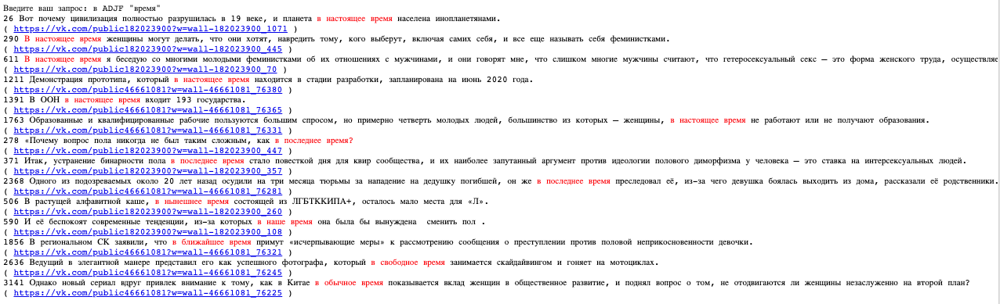 Введите ваш запрос: в ADJF "время"
26 Вот почему цивилизация полностью разрушилась в 19 веке, и планета в настоящее время населена инопланетянами.
( https://vk.com/public182023900?w=wall-182023900_1071 )
290 В настоящее время женщины могут делать, что они хотят, навредить тому, кого выберут, включая самих себя, и все еще называть себя феминистками.
( https://vk.com/public182023900?w=wall-182023900_445 )
611 В настоящее время я беседую со многими молодыми феминистками об их отношениях с мужчинами, и они говорят мне, что слишком многие мужчины считают, что гетеросексуальный секс — это форма женского труда, осуществляе
( https://vk.com/public182023900?w=wall-182023900_70 )
1211 Демонстрация прототипа, который в настоящее время находится в стадии разработки, запланирована на июнь 2020 года.
( https://vk.com/public46661081?w=wall-46661081_76380 )
1391 В ООН в настоящее время входит 193 государства.
( https://vk.com/public46661081?w=wall-46661081_76365 )
1763 Образованные и квалифицированные рабочие пользуются большим спросом, но примерно четверть молодых людей, большинство из которых — женщины, в настоящее время не работают или не получают образования.
( https://vk.com/public46661081?w=wall-46661081_76331 )
278 «Почему вопрос пола никогда не был таким сложным, как в последнее время?
( https://vk.com/public182023900?w=wall-182023900_447 )
371 Итак, устранение бинарности пола в последнее время стало повесткой дня для квир сообщества, и их наиболее запутанный аргумент против идеологии полового диморфизма у человека — это ставка на интерсексуальных людей.
( https://vk.com/public182023900?w=wall-182023900_357 )
2368 Одного из подозреваемых около 20 лет назад осудили на три месяца тюрьмы за нападение на дедушку погибшей, он же в последнее время преследовал её, из-за чего девушка боялась выходить из дома, рассказали её родственники.
( https://vk.com/public46661081?w=wall-46661081_76281 )
506 В растущей алфавитной каше, в нынешнее время состоящей из ЛГБТККИПА+, осталось мало места для «Л».
( https://vk.com/public182023900?w=wall-182023900_260 )
590 И её беспокоят современные тенденции, из-за которых в наше время она была бы вынуждена  сменить пол .
( https://vk.com/public182023900?w=wall-182023900_108 )
1856 В региональном СК заявили, что в ближайшее время примут «исчерпывающие меры» к рассмотрению сообщения о преступлении против половой неприкосновенности девочки.
( https://vk.com/public46661081?w=wall-46661081_76321 )
2636 Ведущий в элегантной манере представил его как успешного фотографа, который в свободное время занимается скайдайвингом и гоняет на мотоциклах.
( https://vk.com/public46661081?w=wall-46661081_76245 )
3141 Однако новый сериал вдруг привлек внимание к тому, как в Китае в обычное время показывается вклад женщин в общественное развитие, и поднял вопрос о том, не отодвигаются ли женщины незаслуженно на второй план?
( https://vk.com/public46661081?w=wall-46661081_76225 )